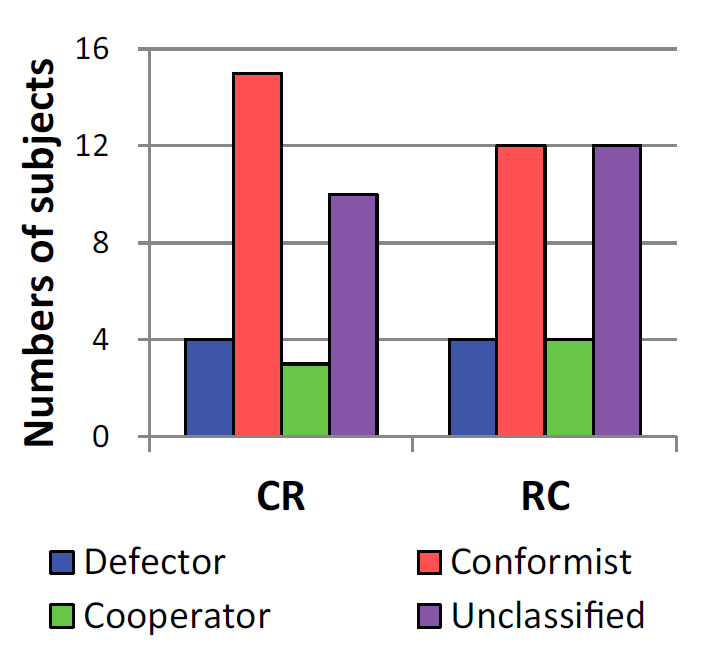 Numbers of subjects
16
12
8
4
0
CR
RC
Defector
Conformist
Cooperator
Unclassified